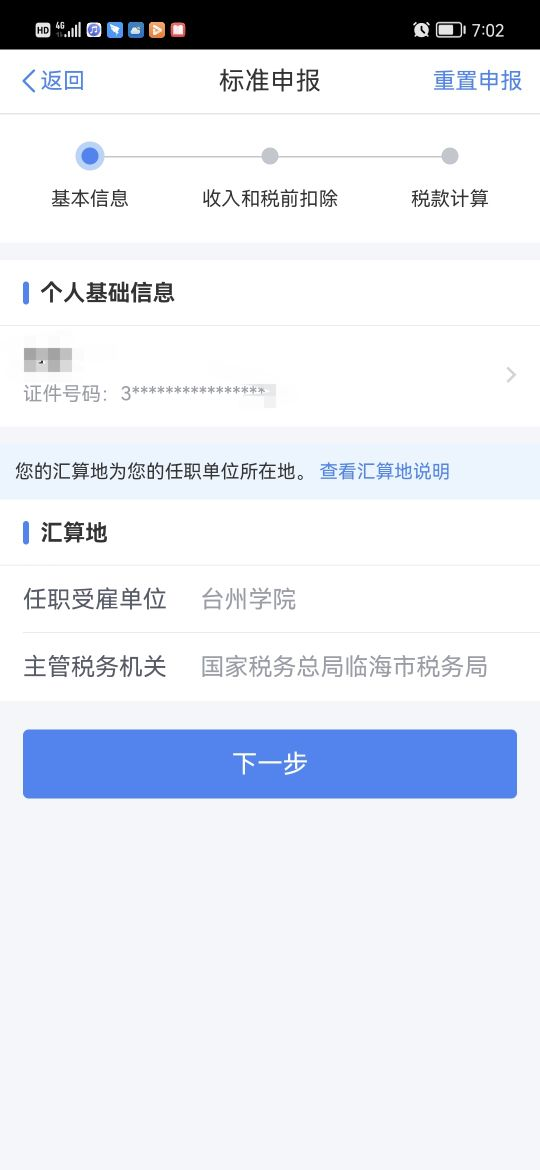 HD 4G 7:02
返回 标准申报 重置申报
基本信息 收入和税前扣除 税款计算
个人基础信息
证件号码：3****************
您的汇算地为您的任职单位所在地。 查看汇算地说明
汇算地
任职受雇单位 台州学院
主管税务机关 国家税务总局临海市税务局
下一步